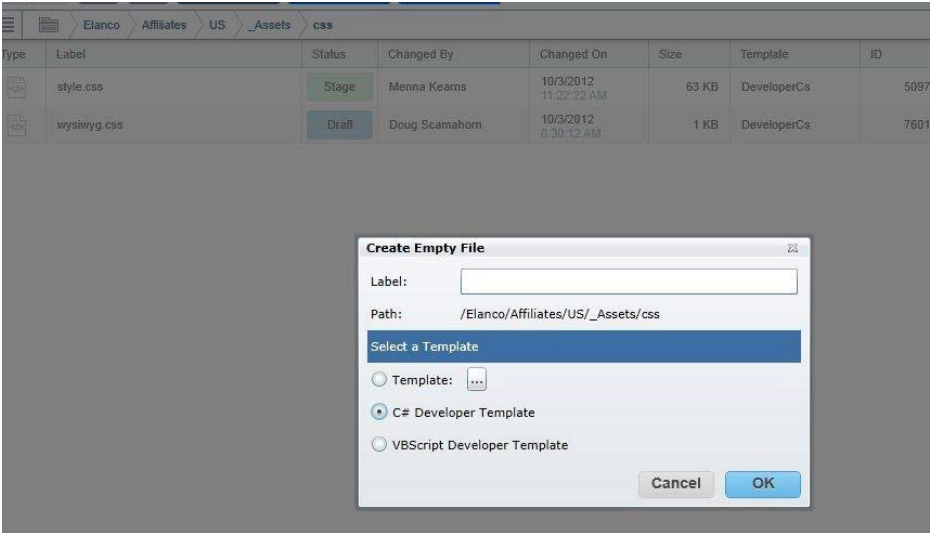 Elanco Affiliates US _Assets css
Type Label Status Changed By Changed On Size Template ID
style.css Stage Menna Kearns 10/3/2012 11:22:22 AM 63 KB DeveloperCs 5097
wysiwyg.css Draft Doug Scamahorn 10/3/2012 8:30:12 AM 1 KB DeveloperCs 7601
Create Empty File
Label:
Path: /Elanco/Affiliates/US/_Assets/css
Select a Template
Template: ...
C# Developer Template
VBScript Developer Template
Cancel OK